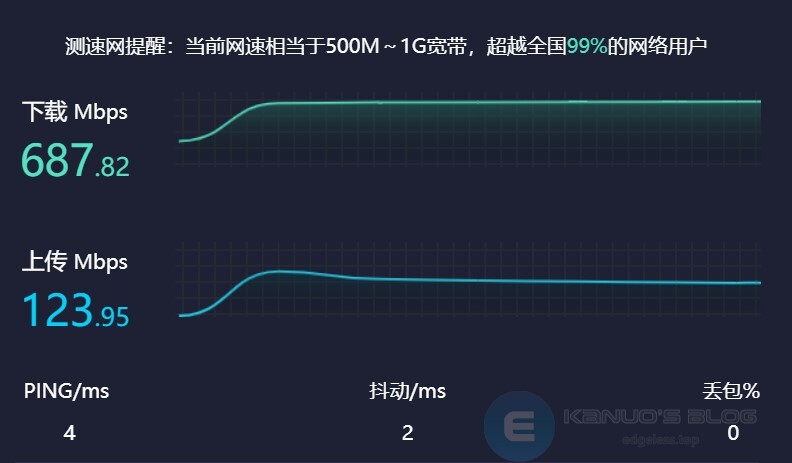 测速网提醒：当前网速相当于500M～1G宽带，超越全国99%的网络用户
下载 Mbps
687.82
上传 Mbps
123.95
PING/ms 抖动/ms 丢包%
4 2 0
E KANUO'S BLOG
edgeless.top